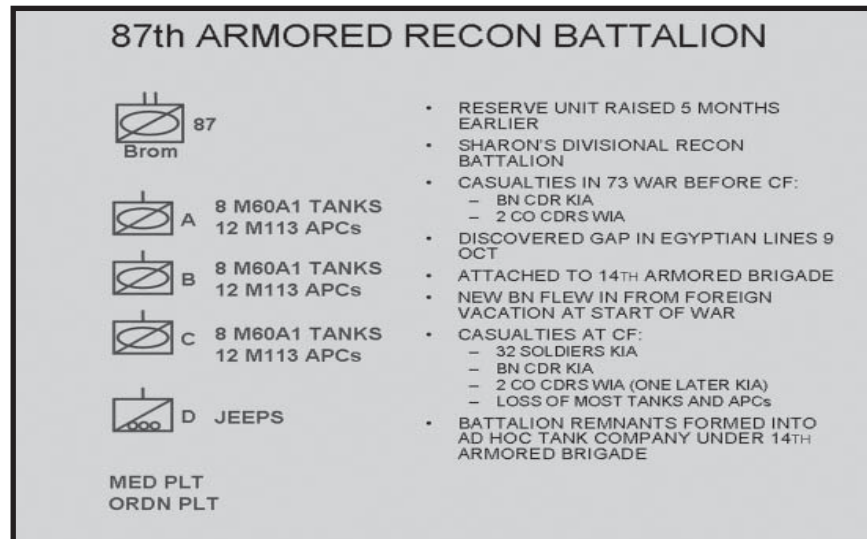 87th ARMORED RECON BATTALION
87
Brom
A 8 M60A1 TANKS
12 M113 APCs
B 8 M60A1 TANKS
12 M113 APCs
C 8 M60A1 TANKS
12 M113 APCs
D JEEPS
MED PLT
ORDN PLT
• RESERVE UNIT RAISED 5 MONTHS
EARLIER
• SHARON'S DIVISIONAL RECON
BATTALION
• CASUALTIES IN 73 WAR BEFORE CF:
– BN CDR KIA
– 2 CO CDRS WIA
• DISCOVERED GAP IN EGYPTIAN LINES 9
OCT
• ATTACHED TO 14TH ARMORED BRIGADE
• NEW BN FLEW IN FROM FOREIGN
VACATION AT START OF WAR
• CASUALTIES AT CF:
– 32 SOLDIERS KIA
– BN CDR KIA
– 2 CO CDRS WIA (ONE LATER KIA)
– LOSS OF MOST TANKS AND APCs
• BATTALION REMNANTS FORMED INTO
AD HOC TANK COMPANY UNDER 14TH
ARMORED BRIGADE